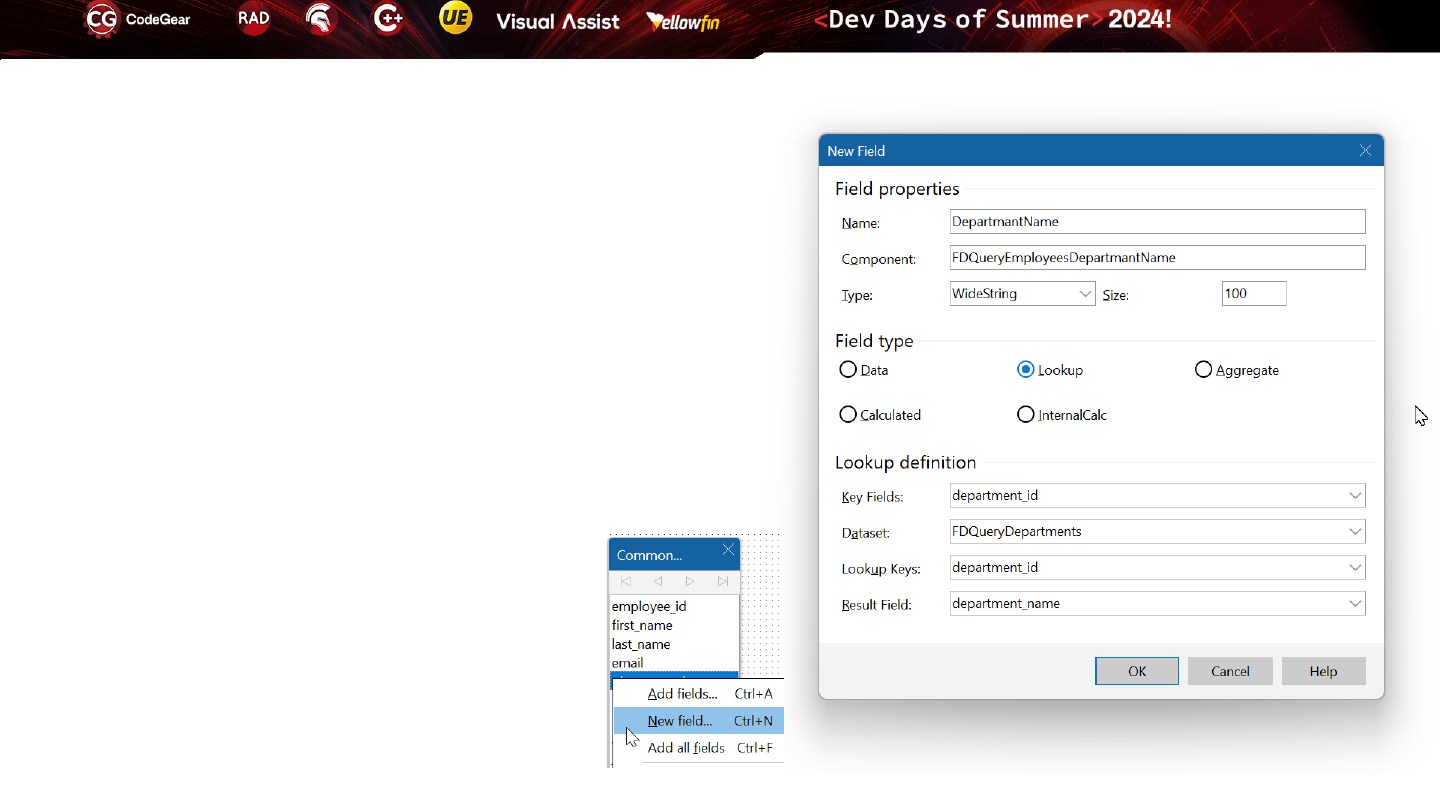 CG CodeGear RAD C++ UE Visual Assist Yellowfin <Dev Days of Summer> 2024!
New Field
Field properties
Name: DepartmantName
Component: FDQueryEmployeesDepartmantName
Type: WideString Size: 100
Field type
Data Lookup Aggregate
Calculated InternalCalc
Lookup definition
Key Fields: department_id
Dataset: FDQueryDepartments
Lookup Keys: department_id
Result Field: department_name
OK Cancel Help
Common...
employee_id
first_name
last_name
email
Add fields... Ctrl+A
New field... Ctrl+N
Add all fields Ctrl+F